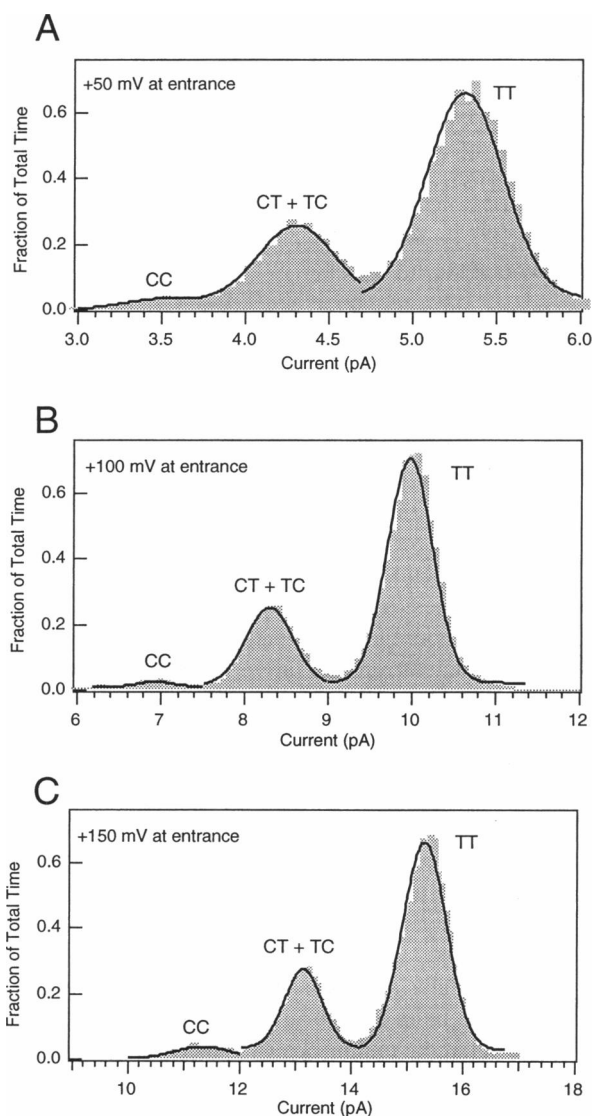 A
+50 mV at entrance
TT
CT + TC
CC
Fraction of Total Time
0.6
0.4
0.2
0.0
3.0 3.5 4.0 4.5 5.0 5.5 6.0
Current (pA)
B
+100 mV at entrance
TT
CT + TC
CC
Fraction of Total Time
0.6
0.4
0.2
0.0
6 7 8 9 10 11 12
Current (pA)
C
+150 mV at entrance
TT
CT + TC
CC
Fraction of Total Time
0.6
0.4
0.2
0.0
10 12 14 16 18
Current (pA)